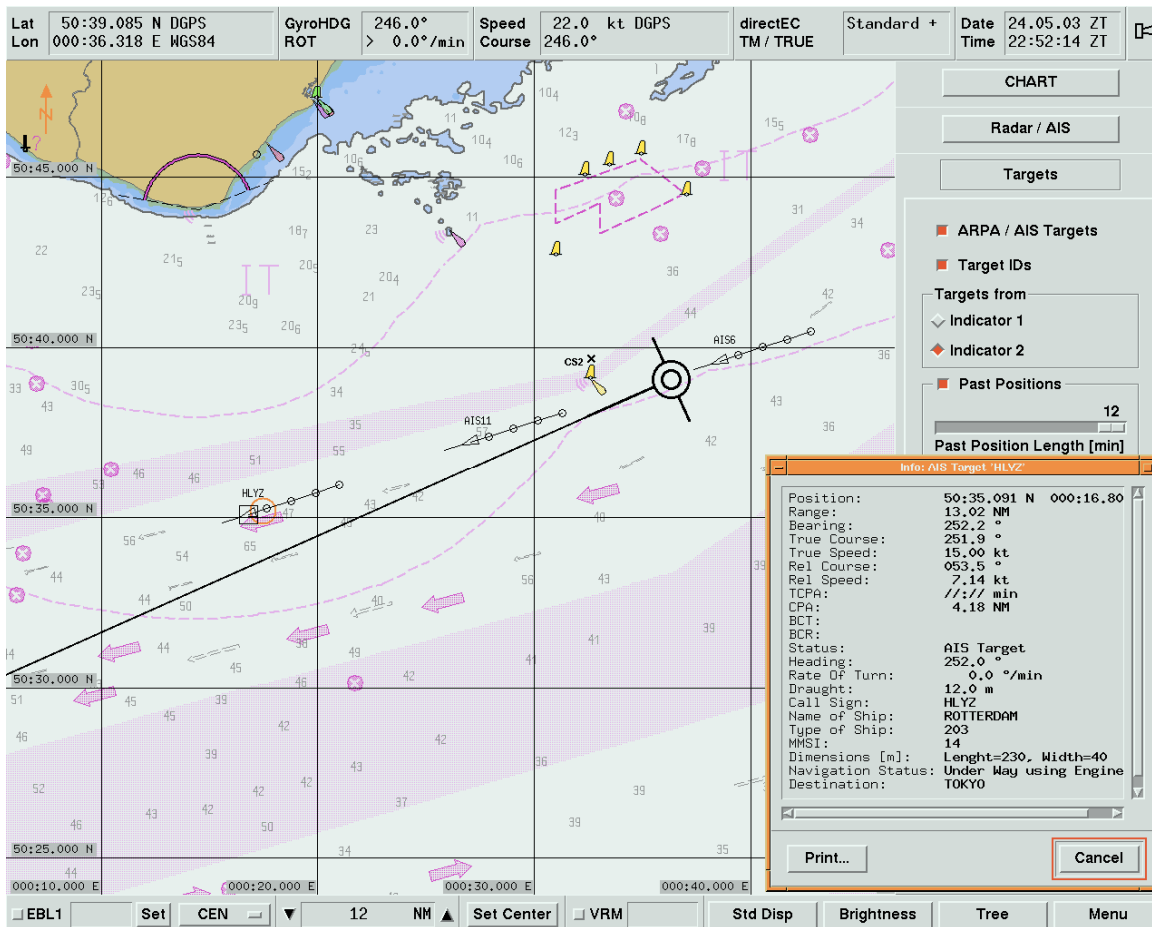 Lat 50:39.085 N DGPS
Lon 000:36.318 E WGS84
GyroHDG 246.0°
ROT > 0.0°/min
Speed 22.0 kt DGPS
Course 246.0°
directEC
TM / TRUE
Standard +
Date 24.05.03 ZT
Time 22:52:14 ZT
CHART
Radar / AIS
Targets
ARPA / AIS Targets
Target IDs
Targets from
Indicator 1
Indicator 2
Past Positions
12
Past Position Length [min]
50:45.000 N
50:40.000 N
50:35.000 N
50:30.000 N
50:25.000 N
000:10.000 E
000:20.000 E
000:30.000 E
000:40.000 E
AIS6
CS2
AIS11
HLYZ
Info: AIS Target 'HLYZ'
Position: 50:35.091 N 000:16.80
Range: 13.02 NM
Bearing: 252.2 °
True Course: 251.9 °
True Speed: 15.00 kt
Rel Course: 053.5 °
Rel Speed: 7.14 kt
TCPA: //:// min
CPA: 4.18 NM
BCT:
BCR:
Status: AIS Target
Heading: 252.0 °
Rate Of Turn: 0.0 °/min
Draught: 12.0 m
Call Sign: HLYZ
Name of Ship: ROTTERDAM
Type of Ship: 203
MMSI: 14
Dimensions [m]: Lenght=230, Width=40
Navigation Status: Under Way using Engine
Destination: TOKYO
Print...
Cancel
EBL1
Set
CEN
12 NM
Set Center
VRM
Std Disp
Brightness
Tree
Menu